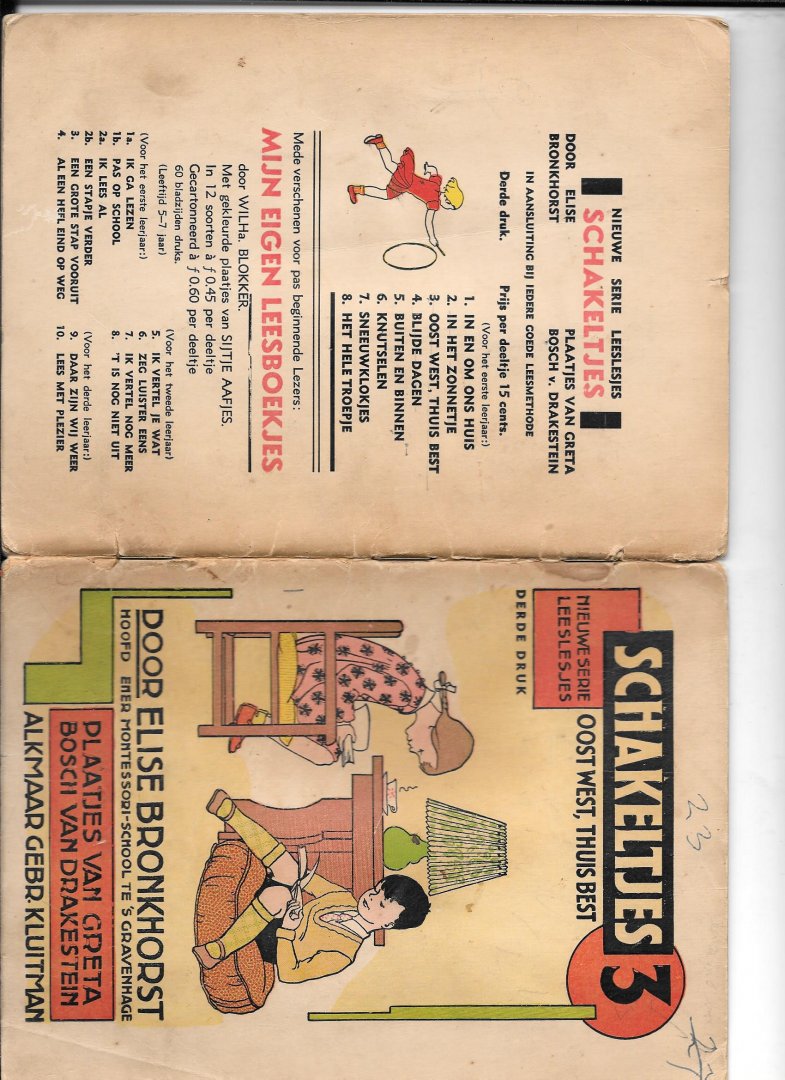 NIEUWE SERIE LEESLESJES
SCHAKELTJES
DOOR ELISE
BRONKHORST
PLAATJES VAN GRETA
BOSCH v. DRAKESTEIN
IN AANSLUITING BIJ IEDERE GOEDE LEESMETHODE
Derde druk.
Prijs per deeltje 15 cents.
(Voor het eerste leerjaar:)
1. IN EN OM ONS HUIS
2. IN HET ZONNETJE
3. OOST WEST, THUIS BEST
4. BLIJDE DAGEN
5. BUITEN EN BINNEN
6. KNUTSELEN
7. SNEEUWKLOKJES
8. HET HELE TROEPJE
Mede verschenen voor pas beginnende Lezers:
MIJN EIGEN LEESBOEKJES
door WILHa. BLOKKER.
Met gekleurde plaatjes van SIJTJE AAFJES.
In 12 soorten à ƒ 0.45 per deeltje
Gecartonneerd à ƒ 0.60 per deeltje
60 bladzijden druks.
(Leeftijd 5-7 jaar)
(Voor het eerste leerjaar:)
1a. IK GA LEZEN
1b. PAS OP SCHOOL
2a. IK LEES AL
2b. EEN STAPJE VERDER
3. EEN GROTE STAP VOORUIT
4. AL EEN HEEL EIND OP WEG
(Voor het tweede leerjaar)
5. IK VERTEL JE WAT
6. ZEG LUISTER EENS
7. IK VERTEL NOG MEER
8. 'T IS NOG NIET UIT
(Voor het derde leerjaar:)
9. DAAR ZIJN WIJ WEER
10. LEES MET PLEZIER
SCHAKELTJES 3
NIEUWE SERIE
LEESLESJES
OOST WEST, THUIS BEST
DERDE DRUK
23
DOOR ELISE BRONKHORST
HOOFD EENER MONTESSORI-SCHOOL TE 'S GRAVENHAGE
PLAATJES VAN GRETA
BOSCH VAN DRAKESTEIN
ALKMAAR GEBR. KLUITMAN